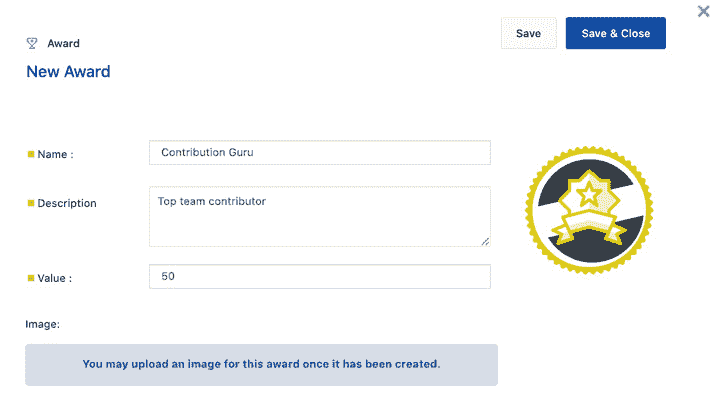 Award
Save
Save & Close
New Award
Name :
Contribution Guru
Description
Top team contributor
Value :
50
Image:
You may upload an image for this award once it has been created.